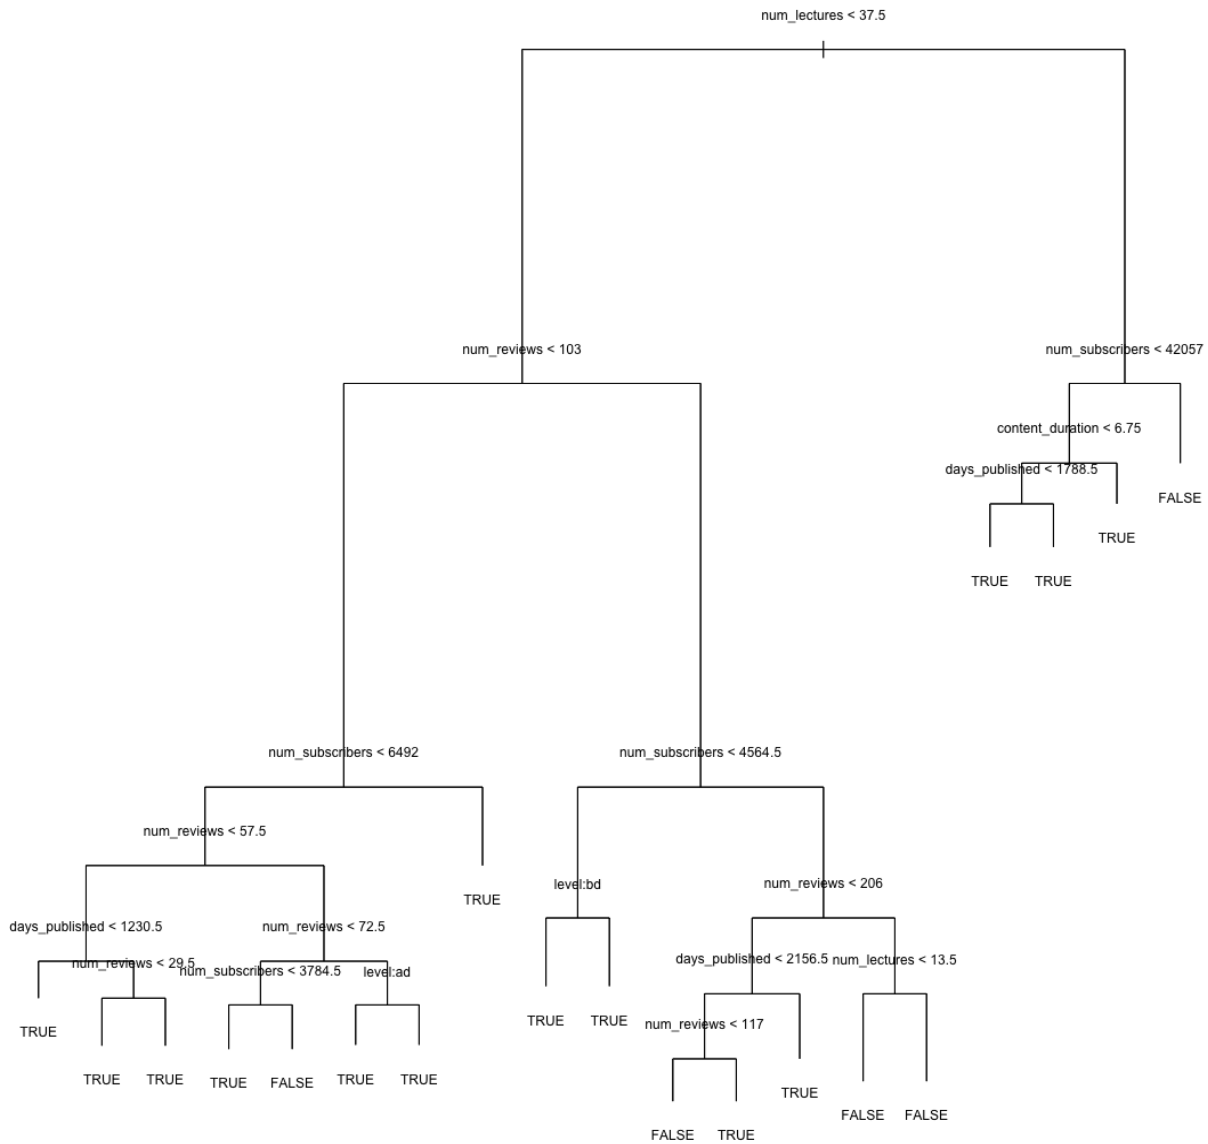 num_lectures < 37.5
num_reviews < 103
num_subscribers < 42057
content_duration < 6.75
days_published < 1788.5
FALSE
TRUE
TRUE TRUE
num_subscribers < 6492
num_subscribers < 4564.5
num_reviews < 57.5
level:bd
num_reviews < 206
TRUE
days_published < 1230.5
num_reviews < 72.5
num_reviews < 29.5
num_subscribers < 3784.5
level:ad
days_published < 2156.5
num_lectures < 13.5
TRUE
TRUE TRUE
num_reviews < 117
TRUE TRUE TRUE FALSE TRUE TRUE
TRUE
FALSE FALSE
FALSE TRUE